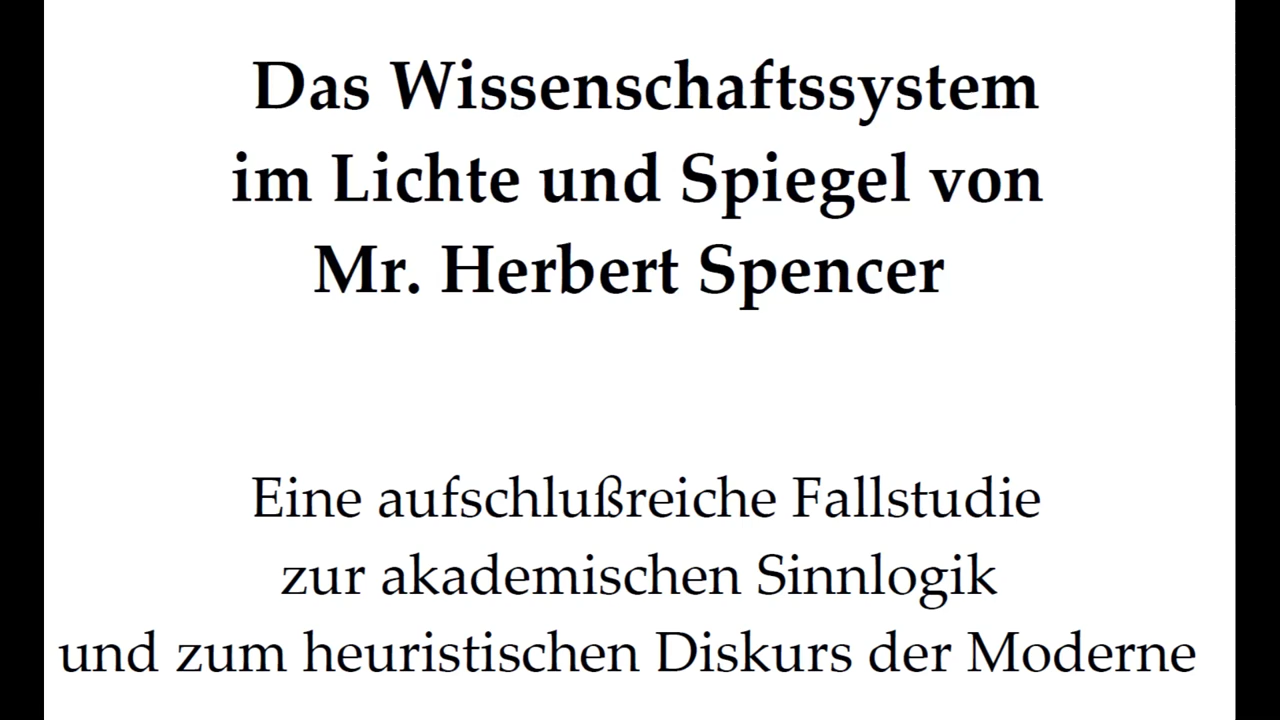 Das Wissenschaftssystem
im Lichte und Spiegel von
Mr. Herbert Spencer
Eine aufschlußreiche Fallstudie
zur akademischen Sinnlogik
und zum heuristischen Diskurs der Moderne